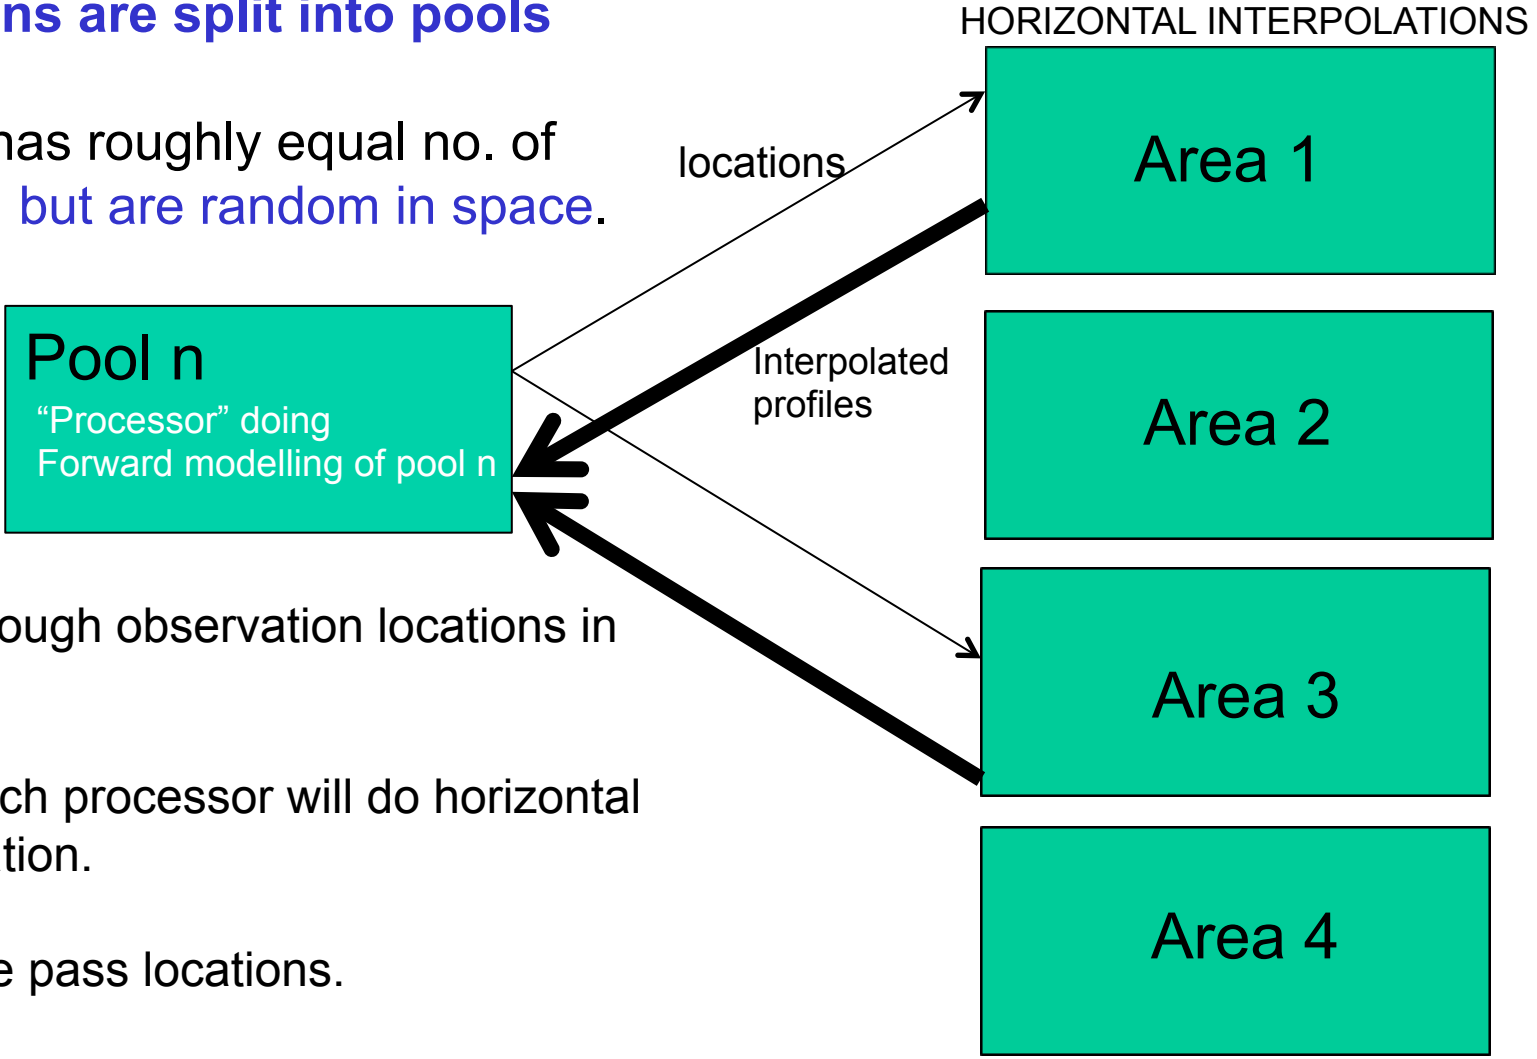 ns are split into pools
HORIZONTAL INTERPOLATIONS
has roughly equal no. of
but are random in space.
locations
Area 1
Pool n
"Processor" doing
Forward modelling of pool n
Interpolated
profiles
Area 2
ough observation locations in
Area 3
ch processor will do horizontal
tion.
Area 4
e pass locations.